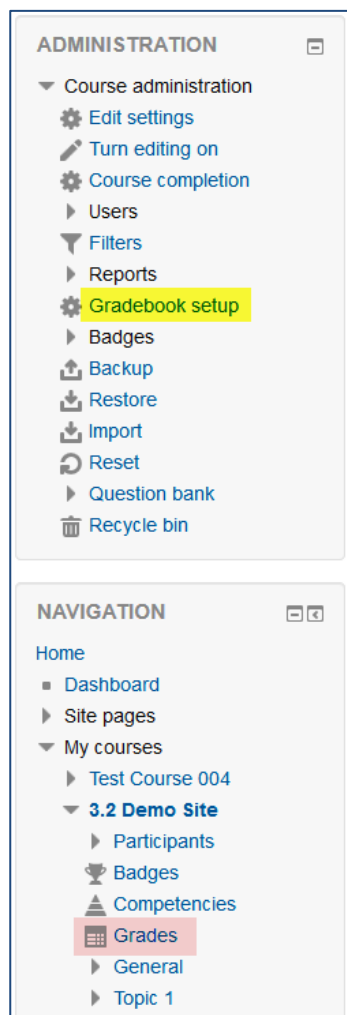 ADMINISTRATION
Course administration
Edit settings
Turn editing on
Course completion
Users
Filters
Reports
Gradebook setup
Badges
Backup
Restore
Import
Reset
Question bank
Recycle bin
NAVIGATION
Home
Dashboard
Site pages
My courses
Test Course 004
3.2 Demo Site
Participants
Badges
Competencies
Grades
General
Topic 1